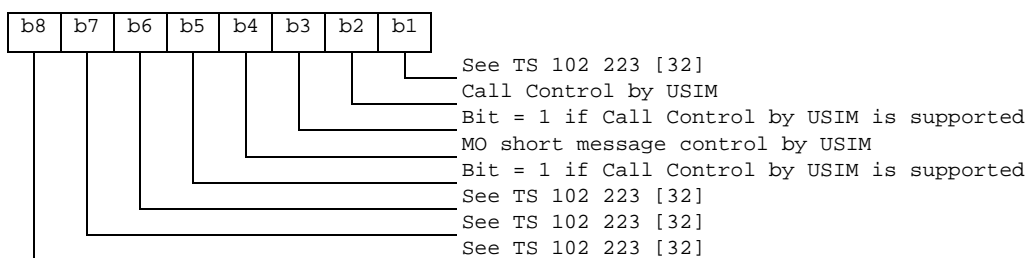 b8 b7 b6 b5 b4 b3 b2 b1
See TS 102 223 [32]
Call Control by USIM
Bit = 1 if Call Control by USIM is supported
MO short message control by USIM
Bit = 1 if Call Control by USIM is supported
See TS 102 223 [32]
See TS 102 223 [32]
See TS 102 223 [32]